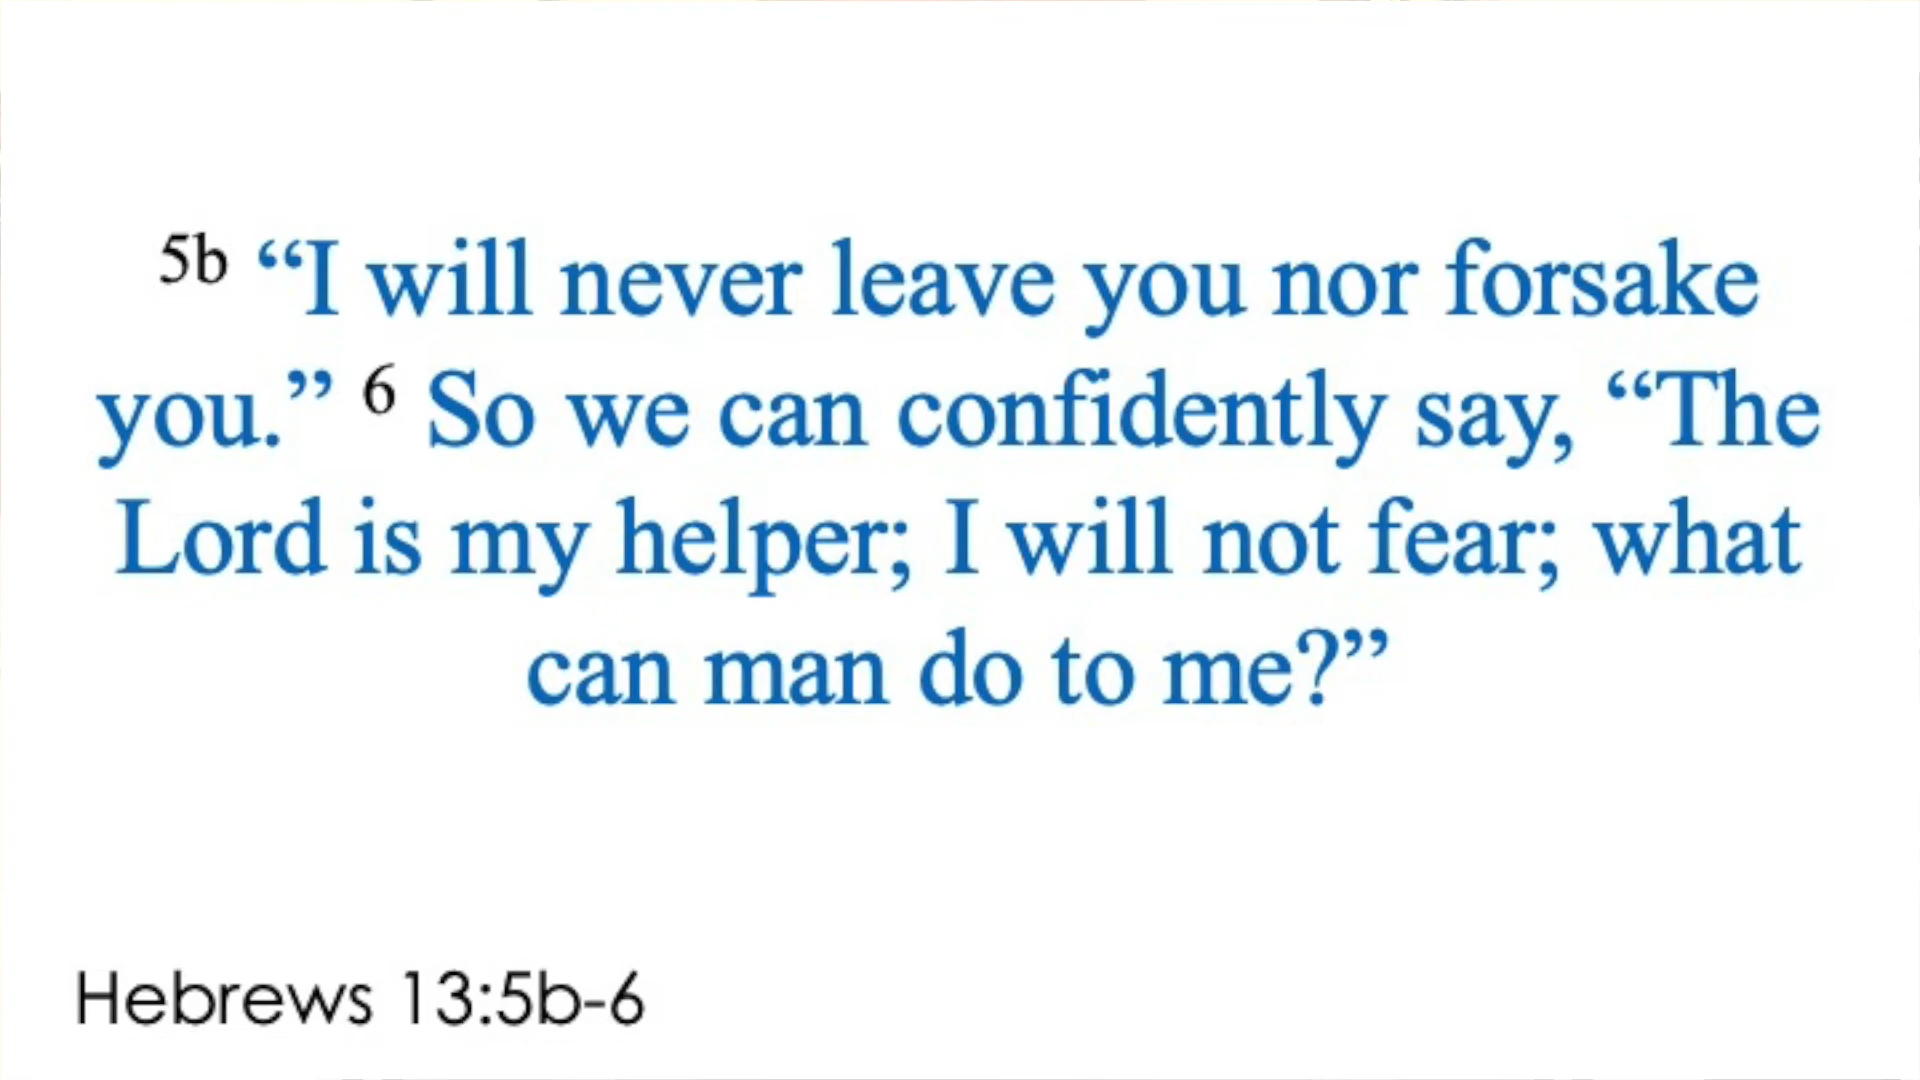 5b “I will never leave you nor forsake
you.” 6 So we can confidently say, “The
Lord is my helper; I will not fear; what
can man do to me?”
Hebrews 13:5b-6